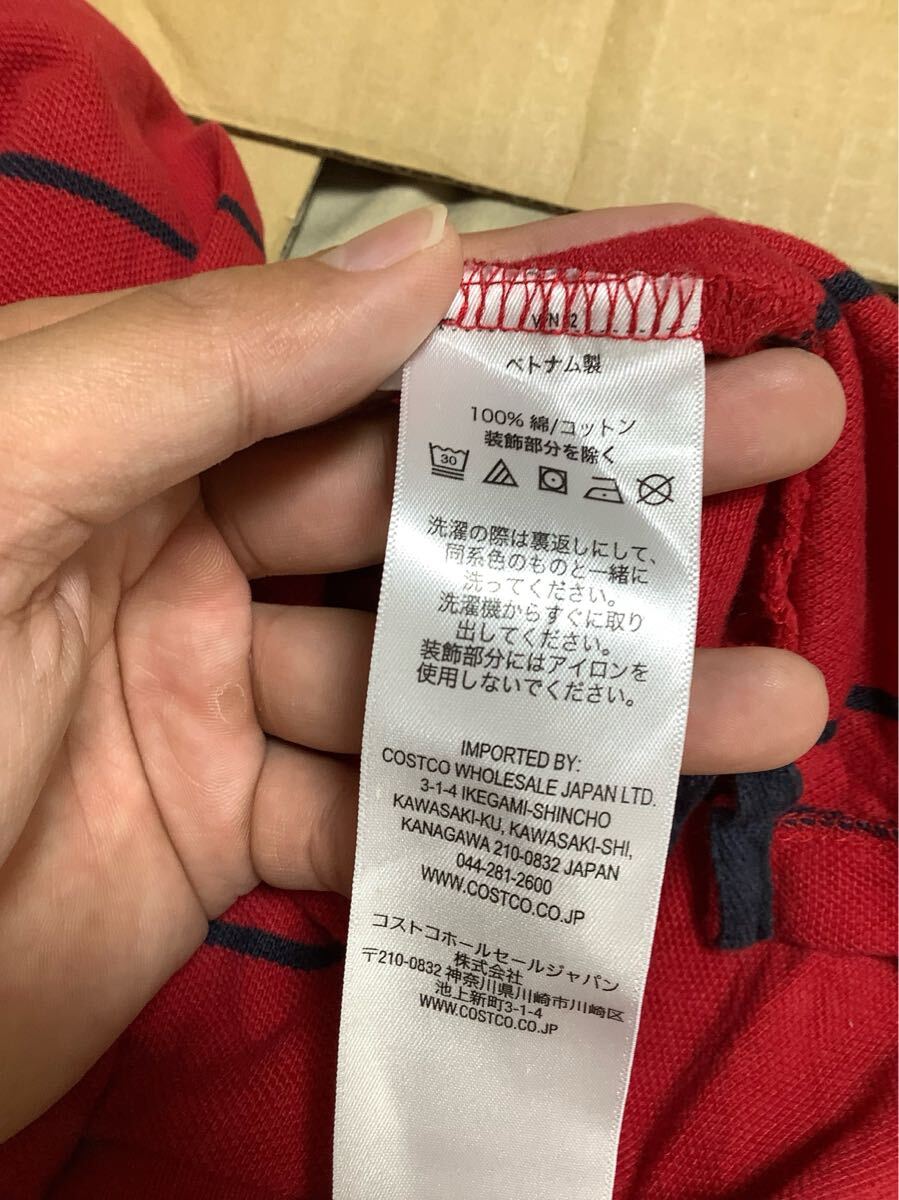 VN 2
ベトナム製
100% 綿/コットン
装飾部分を除く
30
洗濯の際は裏返しにして、
同系色のものと一緒に
洗ってください。
洗濯機からすぐに取り
出してください。
装飾部分にはアイロンを
使用しないでください。
IMPORTED BY:
COSTCO WHOLESALE JAPAN LTD.
3-1-4 IKEGAMI-SHINCHO
KAWASAKI-KU, KAWASAKI-SHI,
KANAGAWA 210-0832 JAPAN
044-281-2600
WWW.COSTCO.CO.JP
コストコホールセールジャパン
株式会社
〒210-0832 神奈川県川崎市川崎区
池上新町3-1-4
WWW.COSTCO.CO.JP